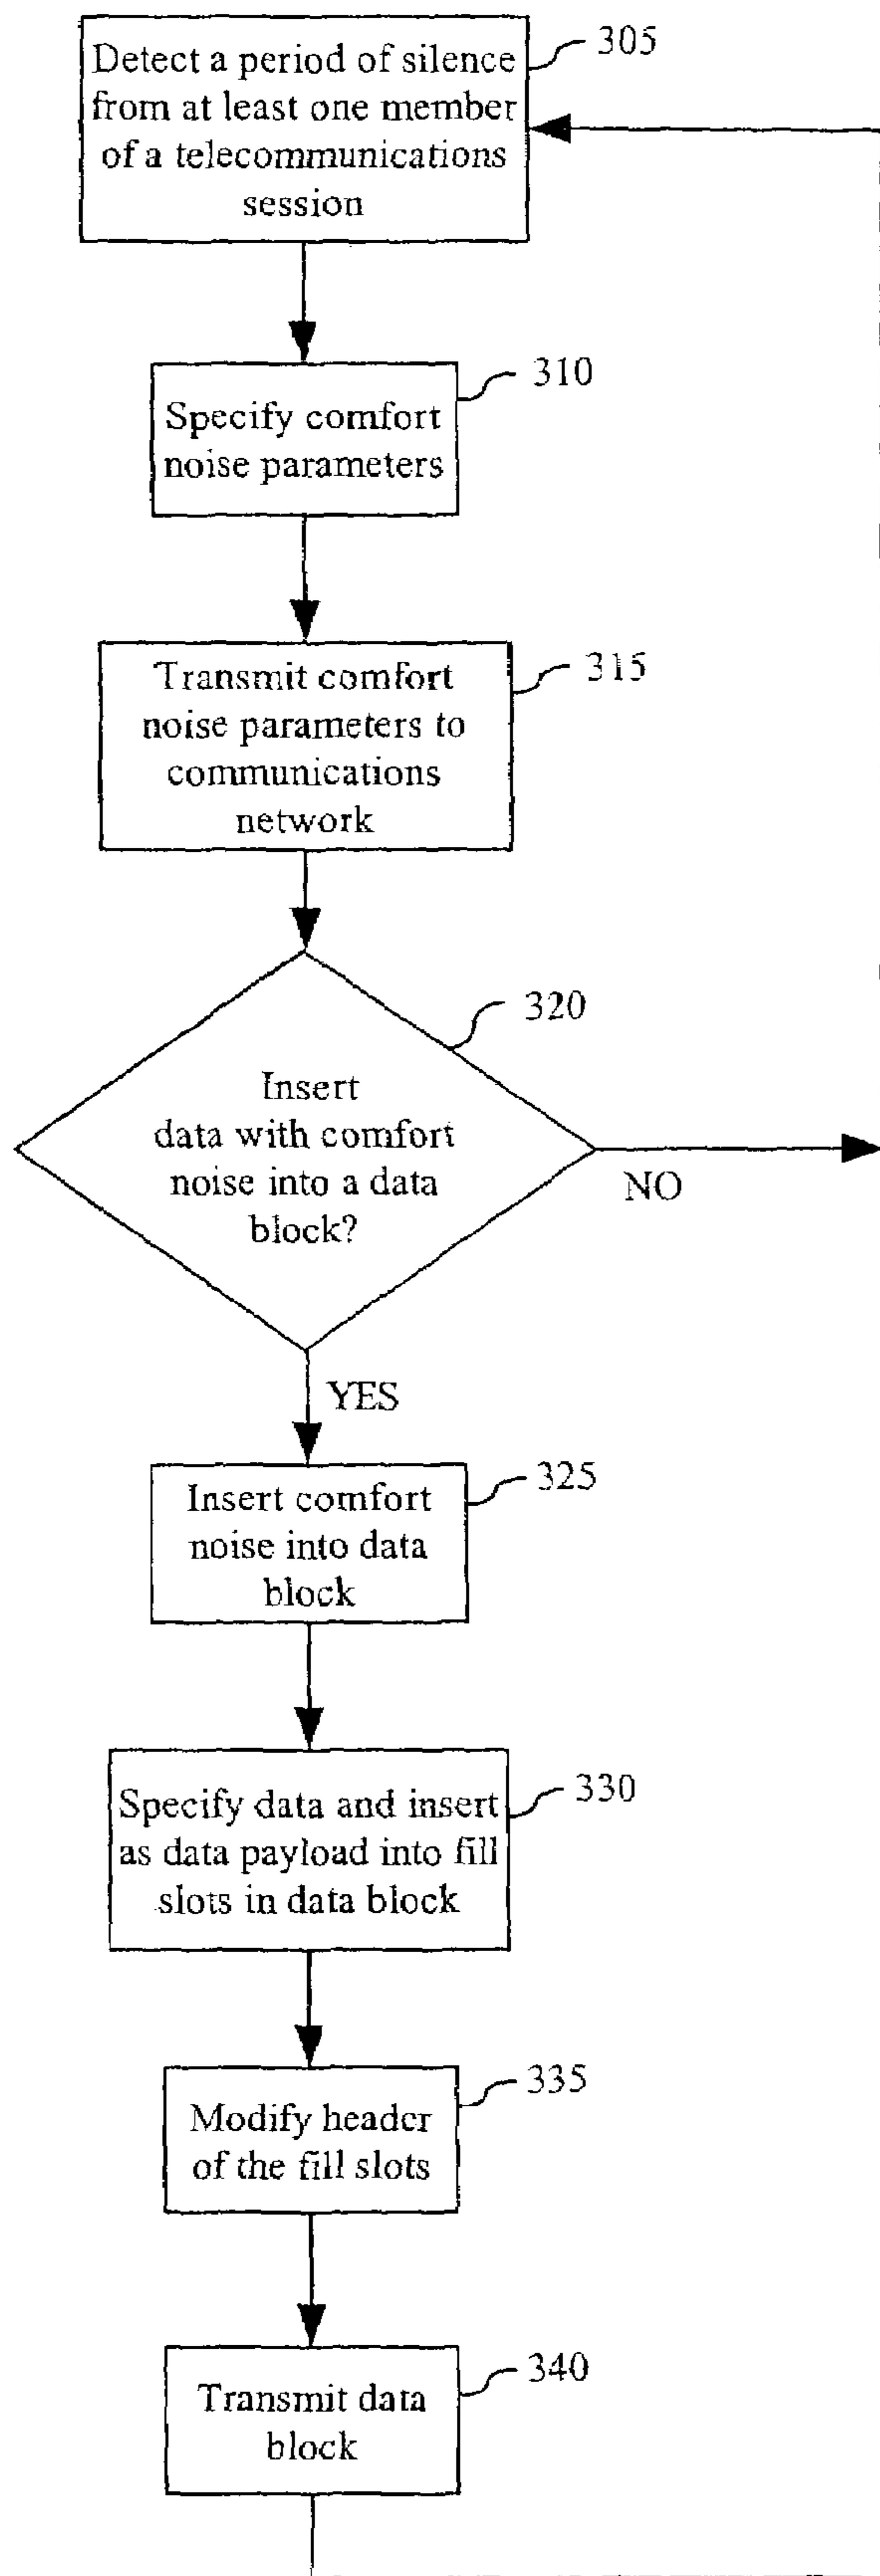 Detect a period of silence
from at least one member
of a telecommunications
session
305
Specify comfort
noise parameters
310
Transmit comfort
noise parameters to
communications
network
315
Insert
data with comfort
noise into a data
block?
320
NO
YES
Insert comfort
noise into data
block
325
Specify data and insert
as data payload into fill
slots in data block
330
Modify header
of the fill slots
335
Transmit data
block
340